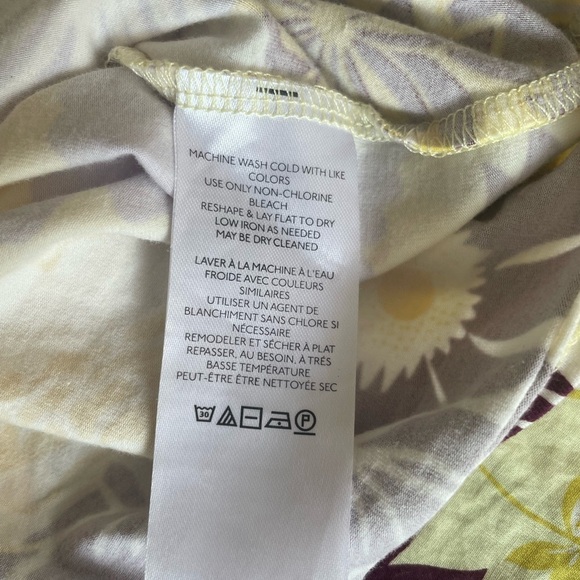 MACHINE WASH COLD WITH LIKE
COLORS
USE ONLY NON-CHLORINE
BLEACH
RESHAPE & LAY FLAT TO DRY
LOW IRON AS NEEDED
MAY BE DRY CLEANED
LAVER À LA MACHINE À L'EAU
FROIDE AVEC COULEURS
SIMILAIRES
UTILISER UN AGENT DE
BLANCHIMENT SANS CHLORE SI
NÉCESSAIRE
REMODELER ET SÉCHER À PLAT
REPASSER, AU BESOIN, À TRÈS
BASSE TEMPÉRATURE
PEUT-ÊTRE ÊTRE NETTOYÉE SEC
30 P